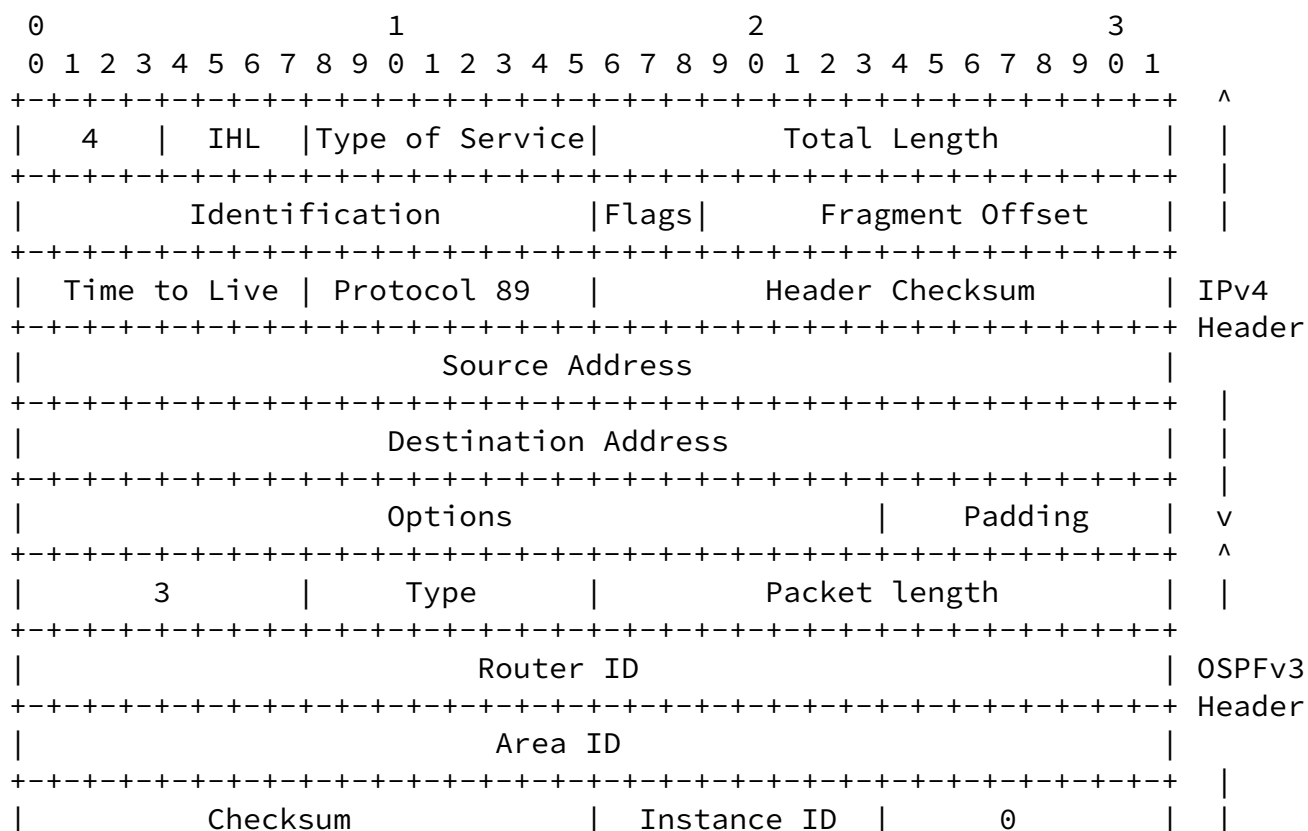 0                   1                   2                   3
0 1 2 3 4 5 6 7 8 9 0 1 2 3 4 5 6 7 8 9 0 1 2 3 4 5 6 7 8 9 0 1
+-+-+-+-+-+-+-+-+-+-+-+-+-+-+-+-+-+-+-+-+-+-+-+-+-+-+-+-+-+-+-+-+  ^
|   4   |  IHL  |Type of Service|          Total Length         |  |
+-+-+-+-+-+-+-+-+-+-+-+-+-+-+-+-+-+-+-+-+-+-+-+-+-+-+-+-+-+-+-+-+  |
|         Identification        |Flags|      Fragment Offset    |  |
+-+-+-+-+-+-+-+-+-+-+-+-+-+-+-+-+-+-+-+-+-+-+-+-+-+-+-+-+-+-+-+-+
|  Time to Live | Protocol 89   |         Header Checksum       | IPv4
+-+-+-+-+-+-+-+-+-+-+-+-+-+-+-+-+-+-+-+-+-+-+-+-+-+-+-+-+-+-+-+-+ Header
|                       Source Address                          |
+-+-+-+-+-+-+-+-+-+-+-+-+-+-+-+-+-+-+-+-+-+-+-+-+-+-+-+-+-+-+-+-+  |
|                    Destination Address                        |  |
+-+-+-+-+-+-+-+-+-+-+-+-+-+-+-+-+-+-+-+-+-+-+-+-+-+-+-+-+-+-+-+-+  |
|                    Options                    |    Padding    |  v
+-+-+-+-+-+-+-+-+-+-+-+-+-+-+-+-+-+-+-+-+-+-+-+-+-+-+-+-+-+-+-+-+  ^
|       3       |     Type      |         Packet length         |  |
+-+-+-+-+-+-+-+-+-+-+-+-+-+-+-+-+-+-+-+-+-+-+-+-+-+-+-+-+-+-+-+-+
|                         Router ID                             | OSPFv3
+-+-+-+-+-+-+-+-+-+-+-+-+-+-+-+-+-+-+-+-+-+-+-+-+-+-+-+-+-+-+-+-+ Header
|                          Area ID                              |
+-+-+-+-+-+-+-+-+-+-+-+-+-+-+-+-+-+-+-+-+-+-+-+-+-+-+-+-+-+-+-+-+  |
|          Checksum             |  Instance ID  |      0        |  |